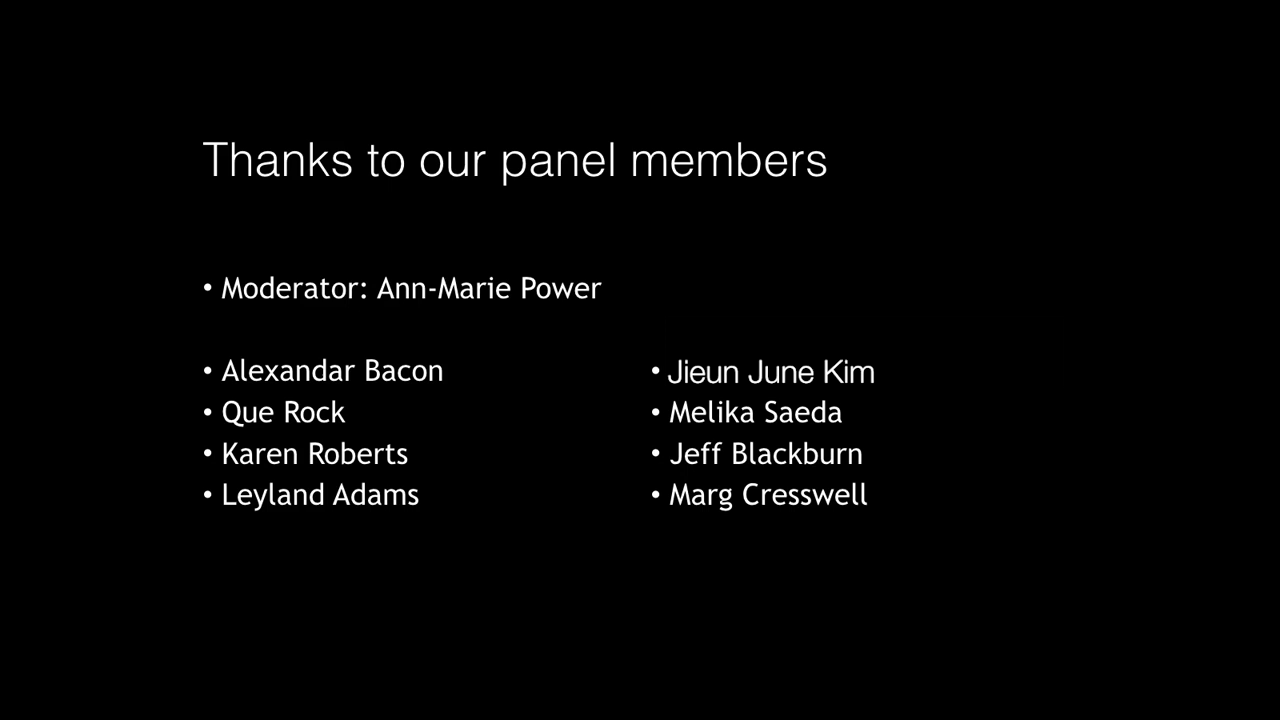 Thanks to our panel members
• Moderator: Ann-Marie Power
• Alexandar Bacon
• Que Rock
• Karen Roberts
• Leyland Adams
• Jieun June Kim
• Melika Saeda
• Jeff Blackburn
• Marg Cresswell